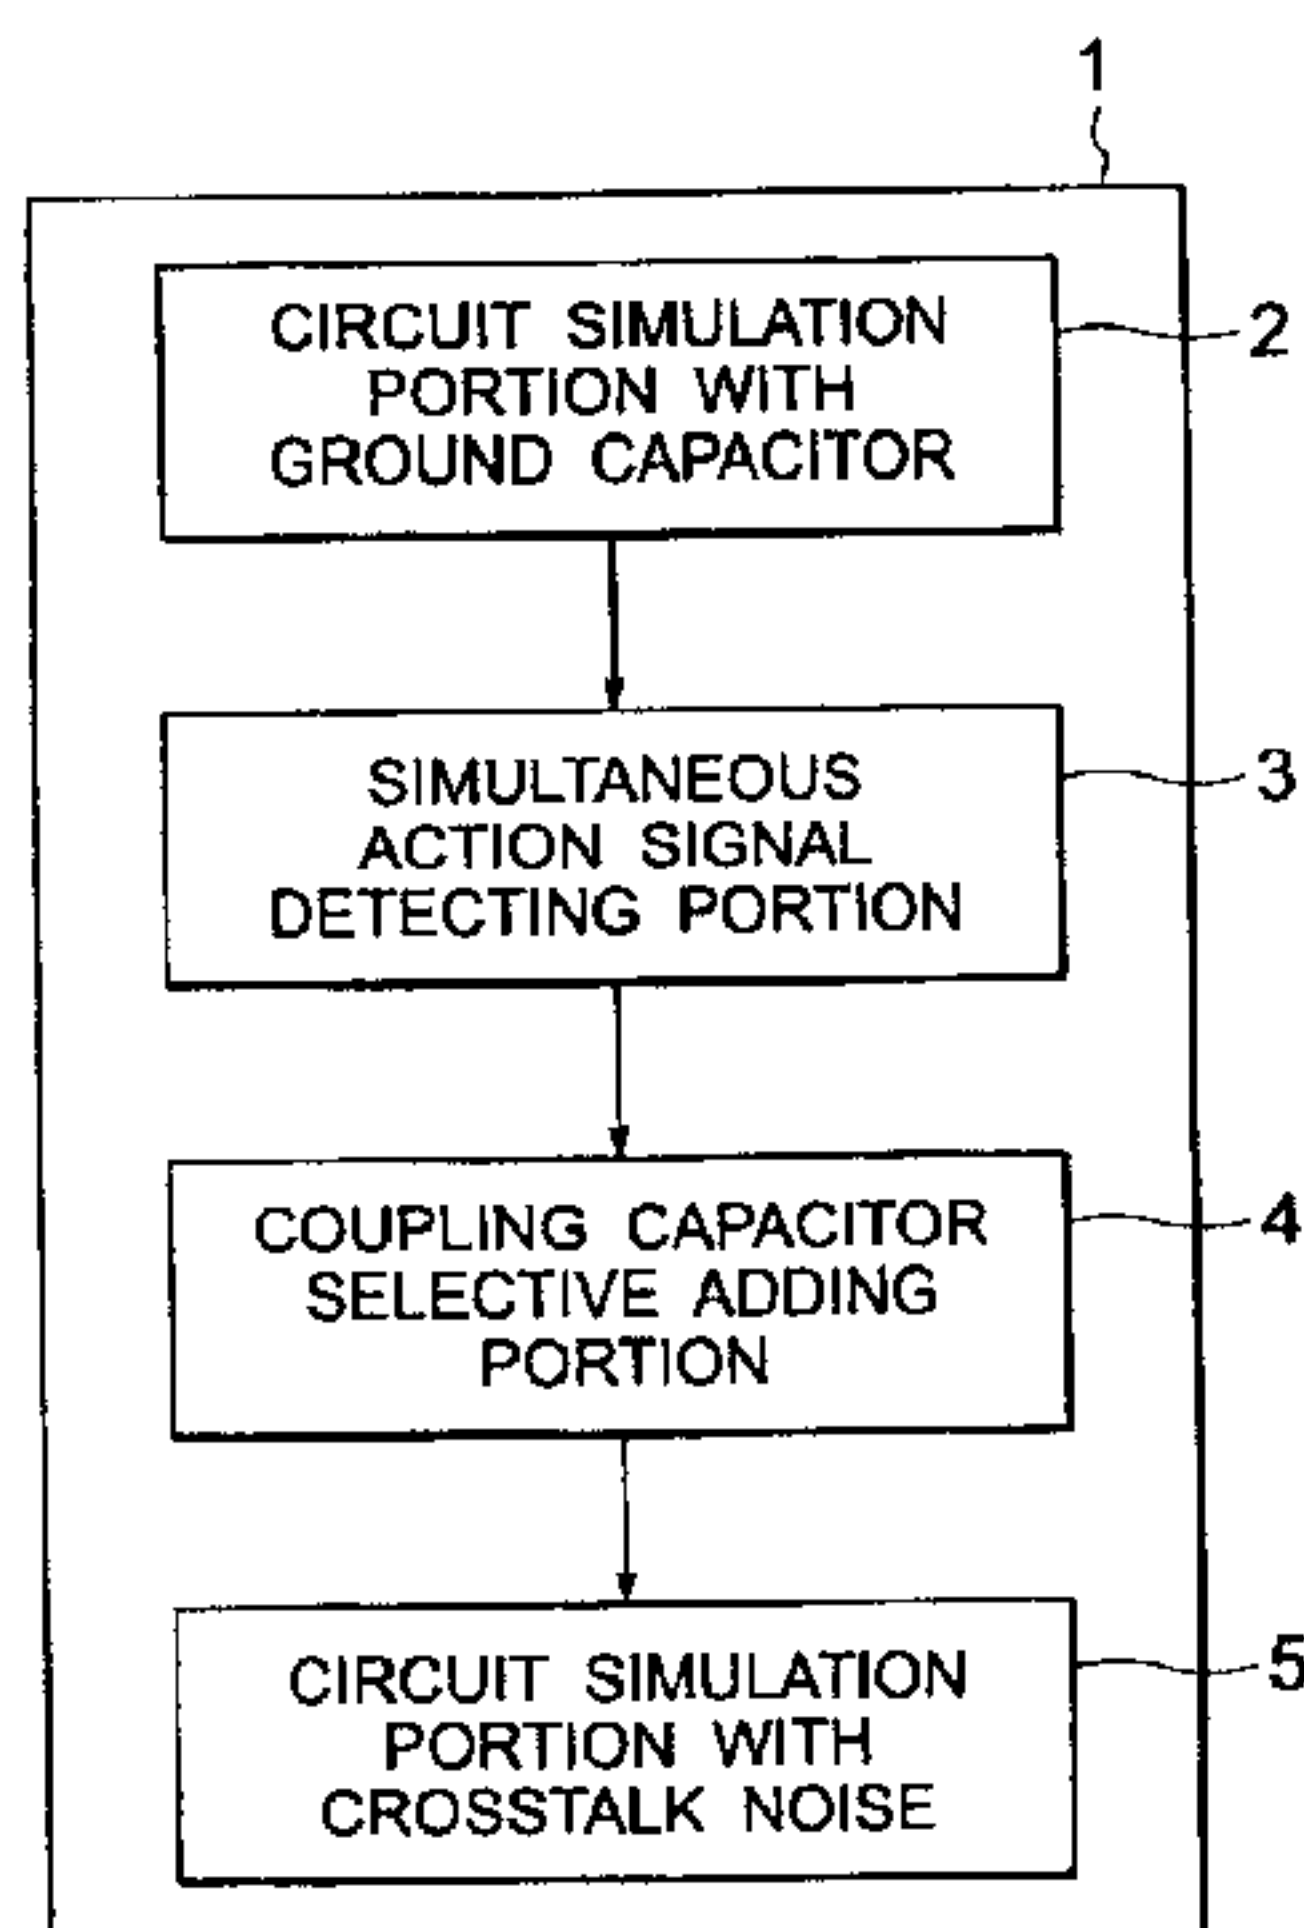 1
CIRCUIT SIMULATION
PORTION WITH
GROUND CAPACITOR
2
SIMULTANEOUS
ACTION SIGNAL
DETECTING PORTION
3
COUPLING CAPACITOR
SELECTIVE ADDING
PORTION
4
CIRCUIT SIMULATION
PORTION WITH
CROSSTALK NOISE
5